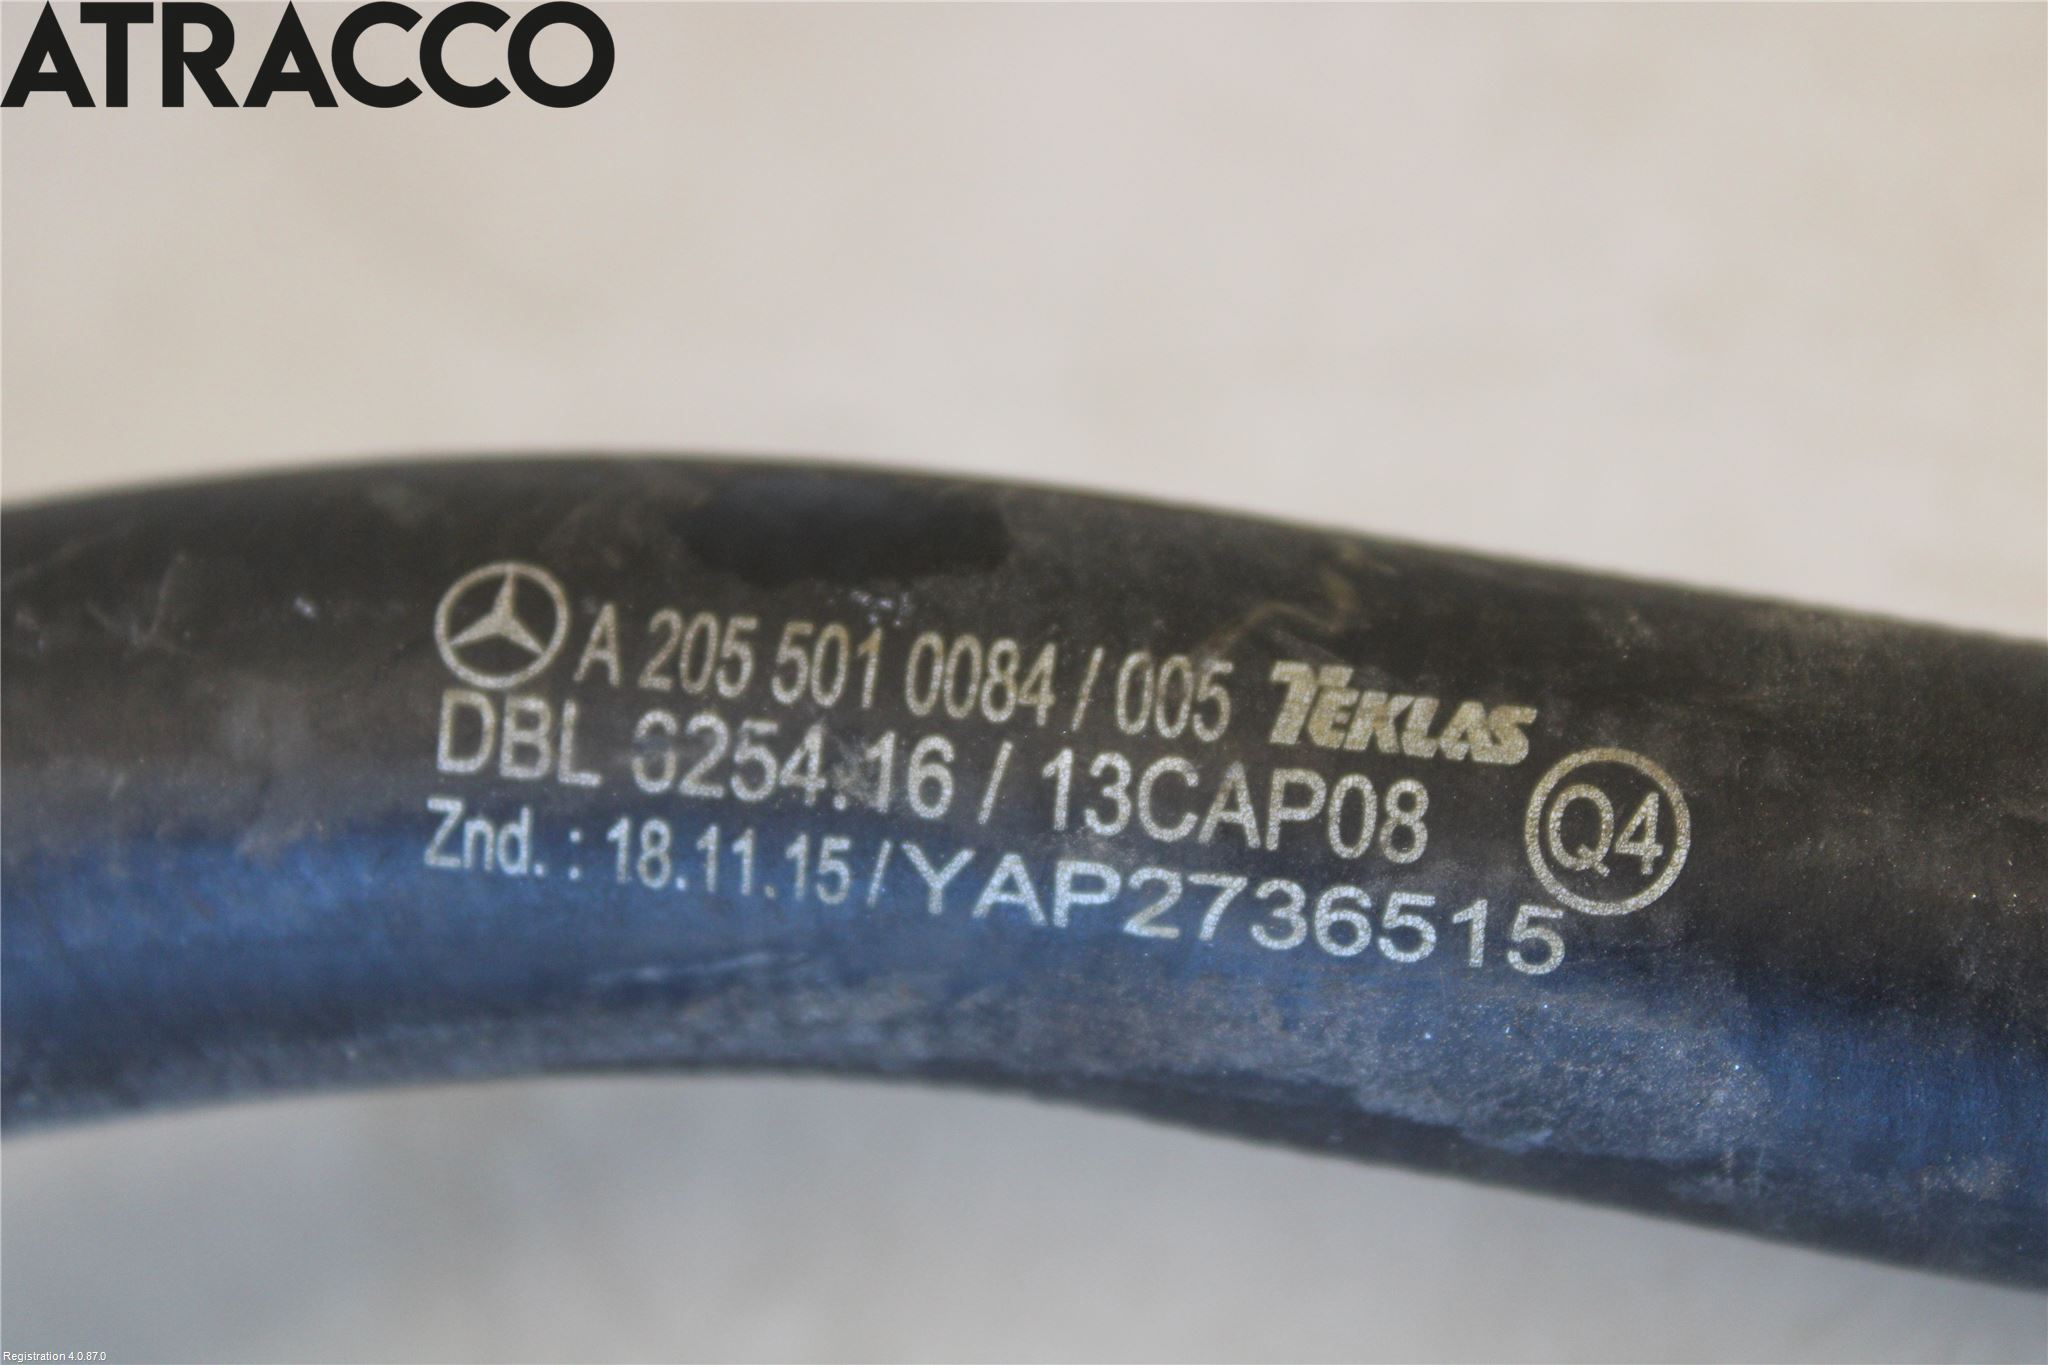 ATRACCO
A 205 501 0084 / 005 TEKLAS
DBL 6254.16 / 13CAP08 Q4
Znd. : 18.11.15 / YAP2736515
Registration 4.0.87.0